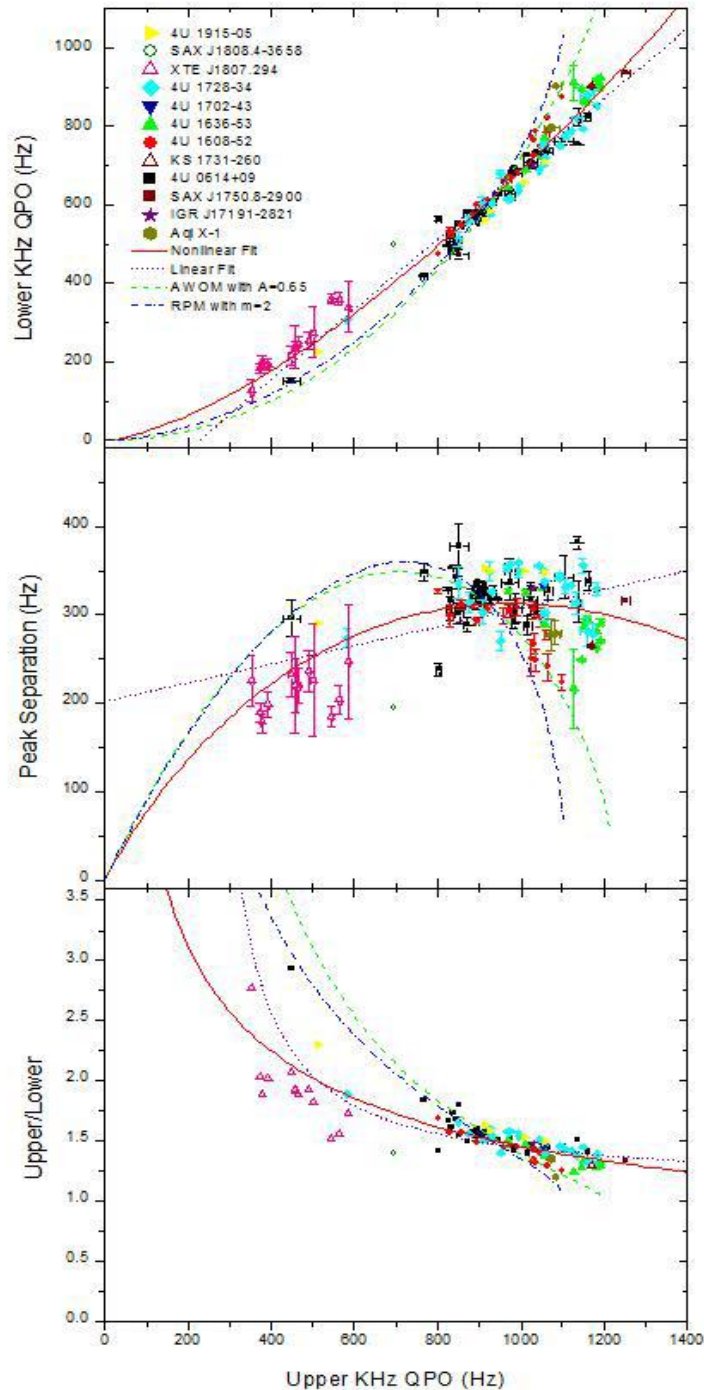 1000
800
600
400
200
0
Lower KHz QPO (Hz)
4U 1915-05
SAX J1808.4-3658
XTE J1807.294
4U 1728-34
4U 1702-43
4U 1636-53
4U 1608-52
KS 1731-260
4U 0614+09
SAX J1750.8-2900
IGR J17191-2821
Aql X-1
Nonlinear Fit
Linear Fit
AWOM with A=0.65
RPM with m=2
400
300
200
100
0
Peak Separation (Hz)
3.5
3.0
2.5
2.0
1.5
1.0
0.5
0.0
Upper/Lower
0 200 400 600 800 1000 1200 1400
Upper KHz QPO (Hz)